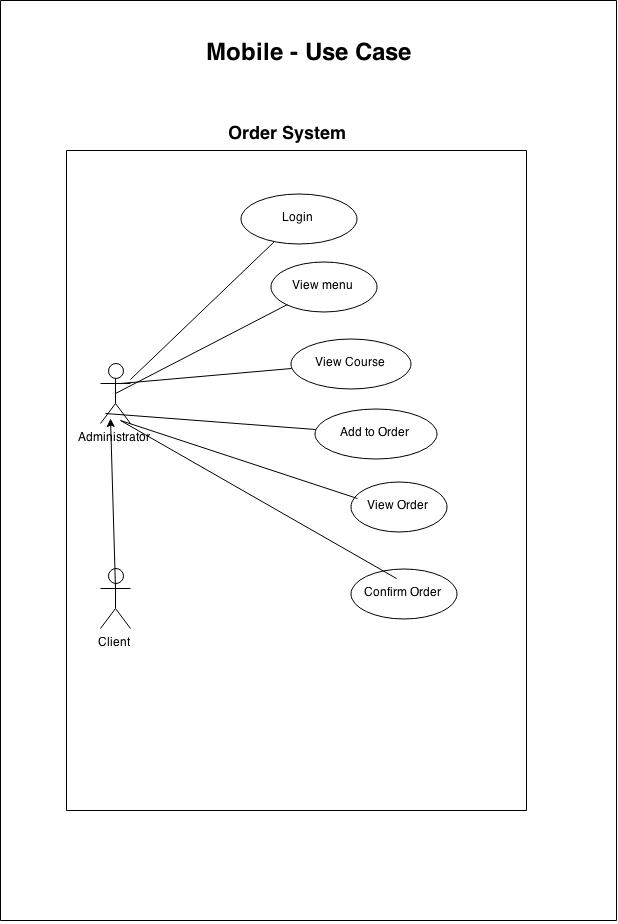 Mobile - Use Case
Order System
Login
View menu
View Course
Add to Order
Administrator
View Order
Confirm Order
Client